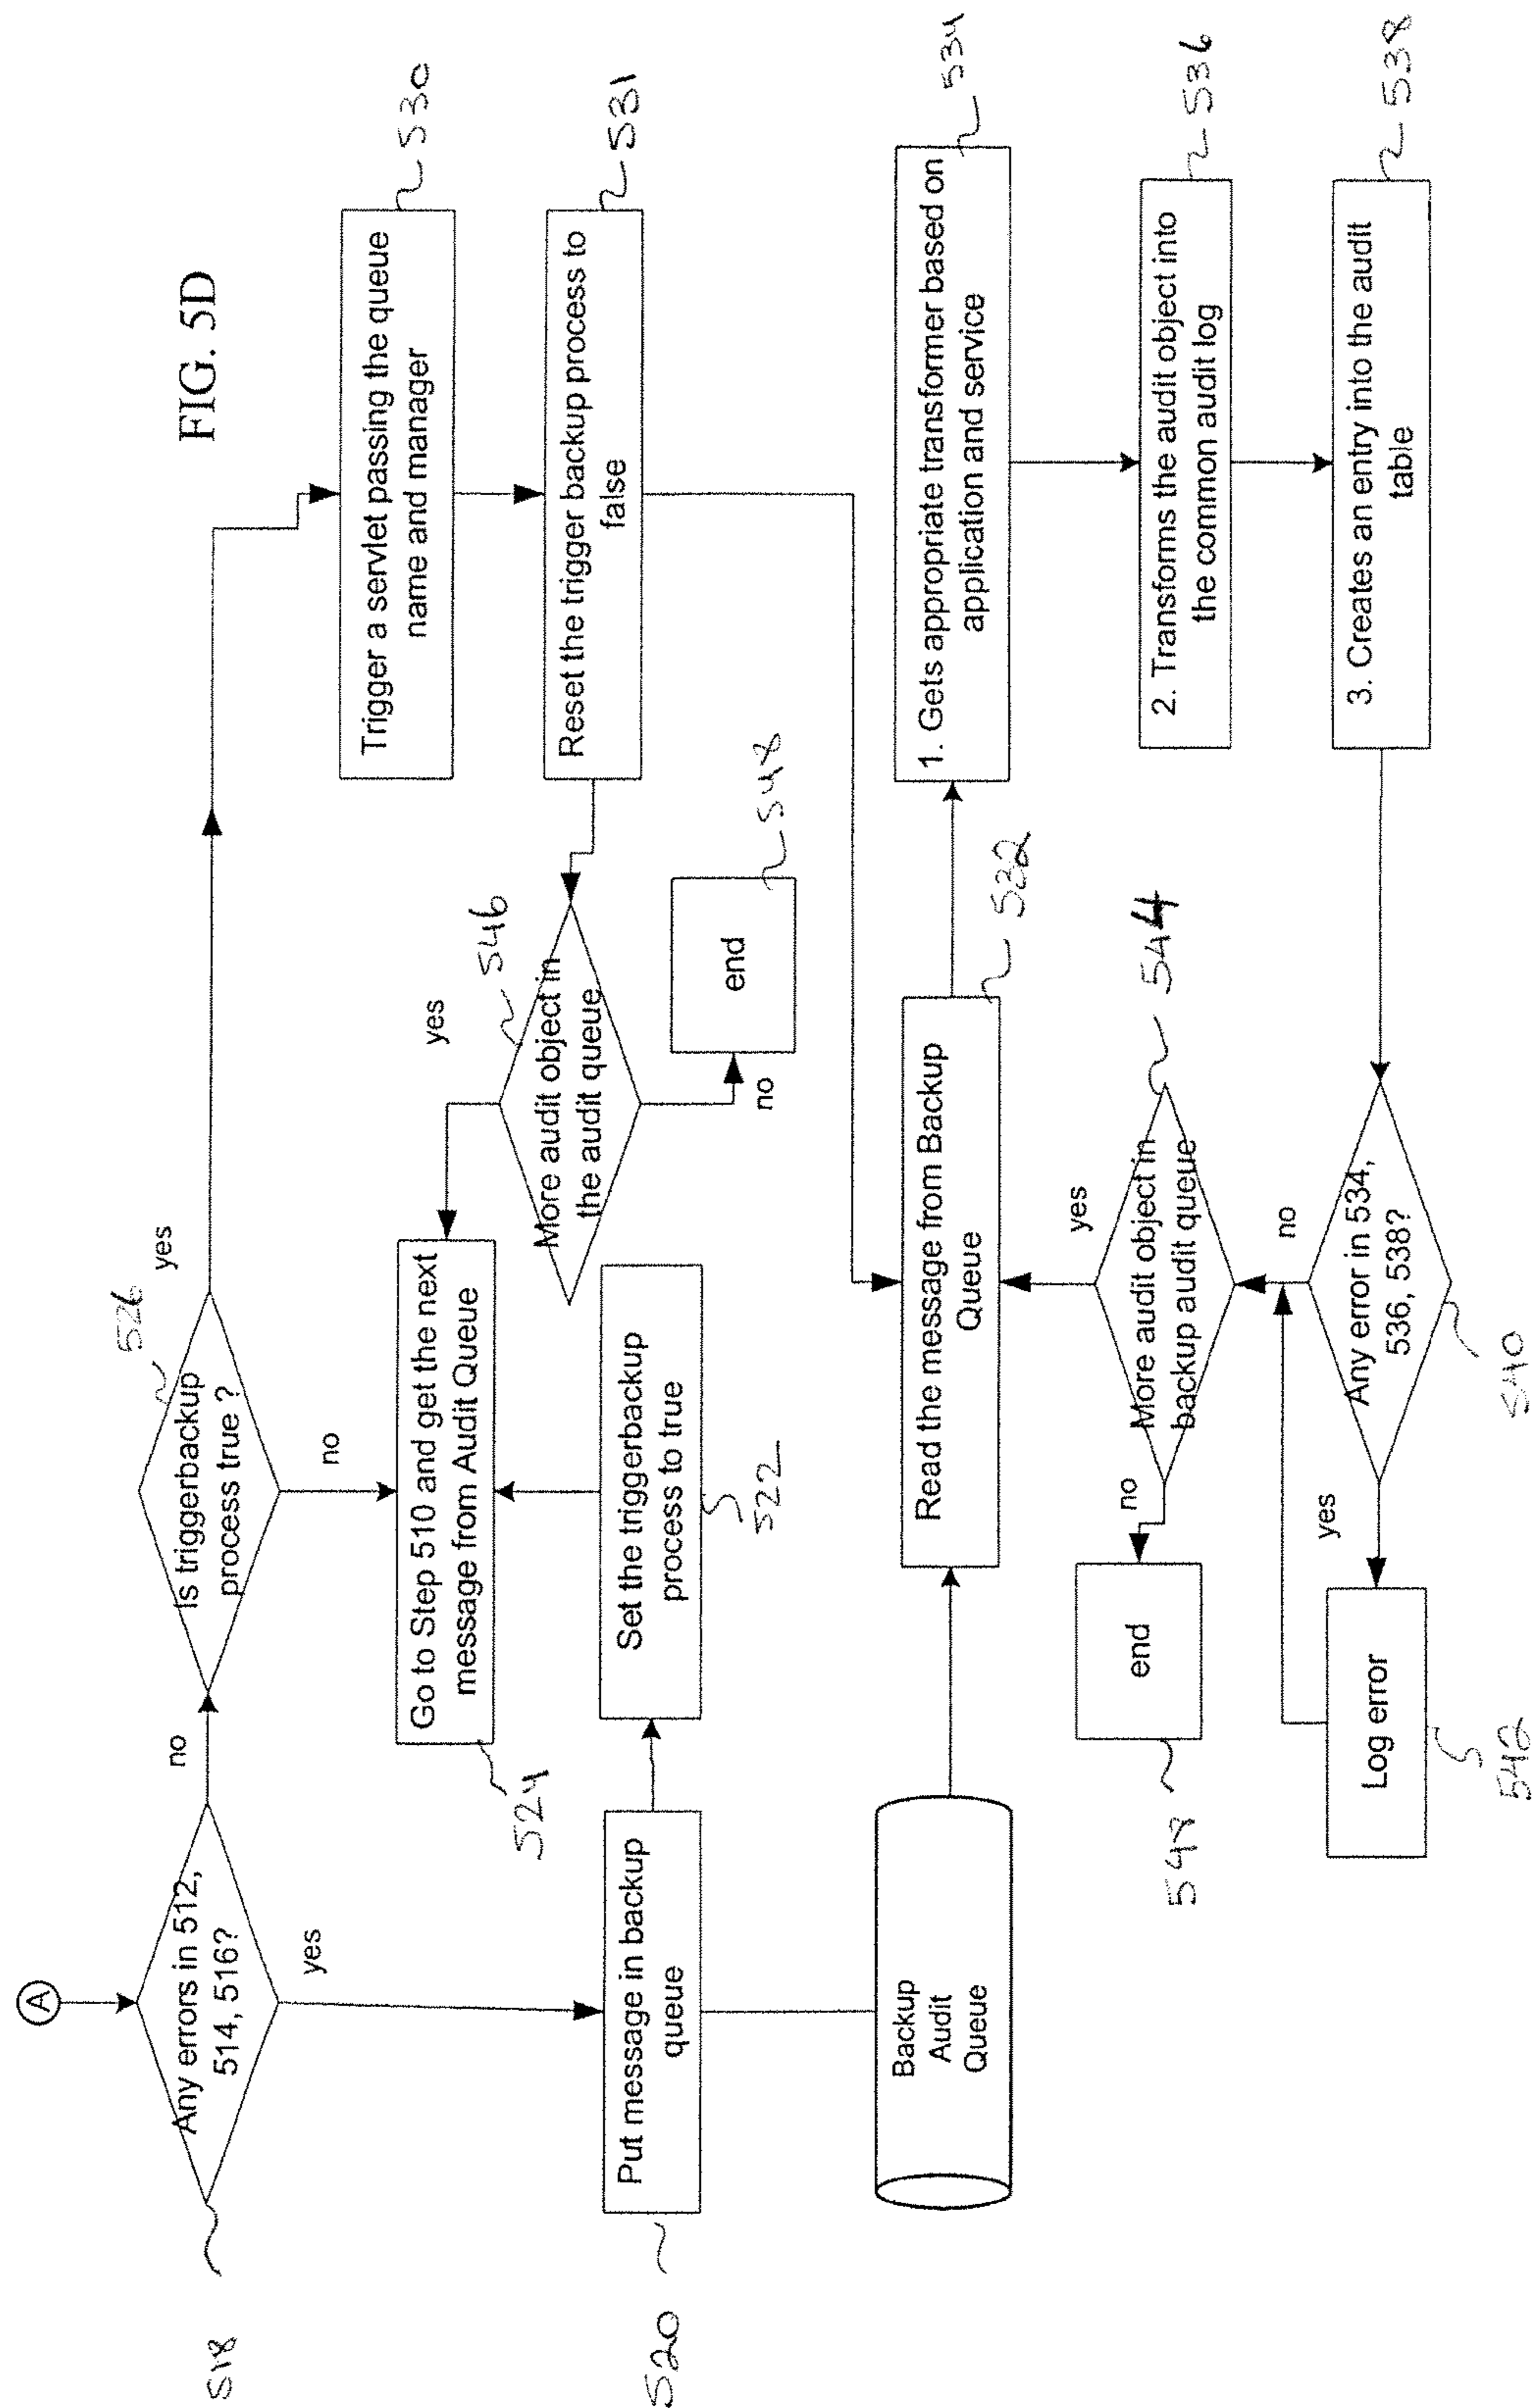 FIG. 5D
A
Any errors in 512,
514, 516?
518
no
yes
Is triggerbackup
process true ?
526
yes
no
Trigger a servlet passing the queue
name and manager
530
Reset the trigger backup process to
false
531
Go to Step 510 and get the next
message from Audit Queue
524
yes
More audit object in
the audit queue
546
no
end
548
Put message in backup
queue
520
Set the triggerbackup
process to true
522
Backup
Audit
Queue
Read the message from Backup
Queue
532
1. Gets appropriate transformer based on
application and service
534
2. Transforms the audit object into
the common audit log
536
3. Creates an entry into the audit
table
538
yes
More audit object in
backup audit queue
544
no
end
548
no
Any error in 534,
536, 538?
540
yes
Log error
542